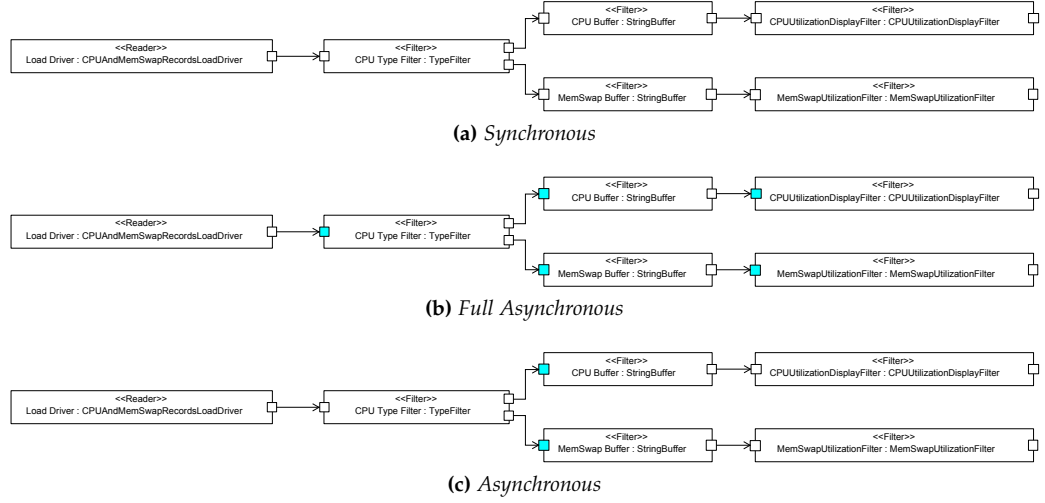 <<Filter>>
CPU Buffer : StringBuffer
<<Filter>>
CPUUtilizationDisplayFilter : CPUUtilizationDisplayFilter
<<Reader>>
Load Driver : CPUAndMemSwapRecordsLoadDriver
<<Filter>>
CPU Type Filter : TypeFilter
<<Filter>>
MemSwap Buffer : StringBuffer
<<Filter>>
MemSwapUtilizationFilter : MemSwapUtilizationFilter
(a) Synchronous
<<Filter>>
CPU Buffer : StringBuffer
<<Filter>>
CPUUtilizationDisplayFilter : CPUUtilizationDisplayFilter
<<Reader>>
Load Driver : CPUAndMemSwapRecordsLoadDriver
<<Filter>>
CPU Type Filter : TypeFilter
<<Filter>>
MemSwap Buffer : StringBuffer
<<Filter>>
MemSwapUtilizationFilter : MemSwapUtilizationFilter
(b) Full Asynchronous
<<Filter>>
CPU Buffer : StringBuffer
<<Filter>>
CPUUtilizationDisplayFilter : CPUUtilizationDisplayFilter
<<Reader>>
Load Driver : CPUAndMemSwapRecordsLoadDriver
<<Filter>>
CPU Type Filter : TypeFilter
<<Filter>>
MemSwap Buffer : StringBuffer
<<Filter>>
MemSwapUtilizationFilter : MemSwapUtilizationFilter
(c) Asynchronous